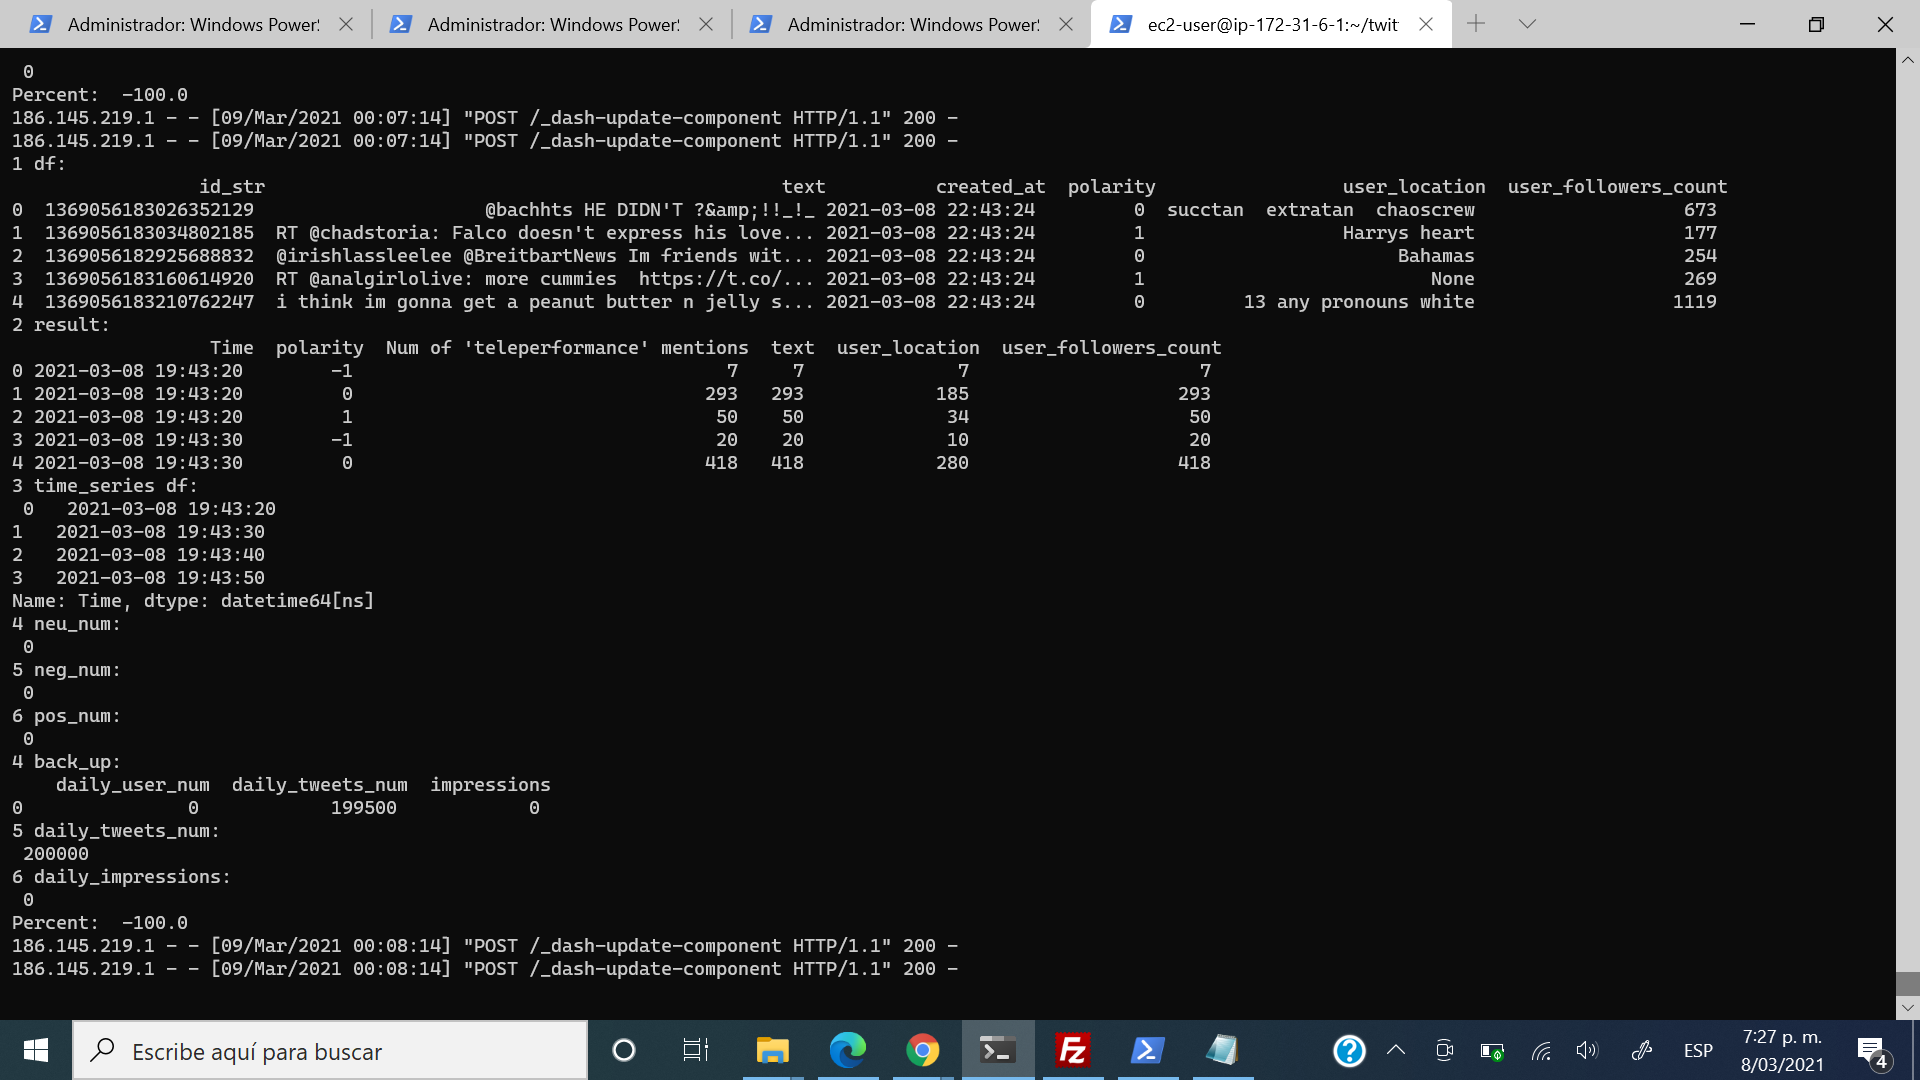 Administrador: Windows Power! Administrador: Windows Power! Administrador: Windows Power! ec2-user@ip-172-31-6-1:~/twit
0
Percent:  -100.0
186.145.219.1 - - [09/Mar/2021 00:07:14] "POST /_dash-update-component HTTP/1.1" 200 -
186.145.219.1 - - [09/Mar/2021 00:07:14] "POST /_dash-update-component HTTP/1.1" 200 -
1 df:
id_str text created_at polarity user_location user_followers_count
0 1369056183026352129 @bachhts HE DIDN'T ?&amp;!!_!_ 2021-03-08 22:43:24 0 succtan extratan chaoscrew 673
1 1369056183034802185 RT @chadstoria: Falco doesn't express his love... 2021-03-08 22:43:24 1 Harrys heart 177
2 1369056182925688832 @irishlassleelee @BreitbartNews Im friends wit... 2021-03-08 22:43:24 0 Bahamas 254
3 1369056183160614920 RT @analgirlolive: more cummies https://t.co/... 2021-03-08 22:43:24 1 None 269
4 1369056183210762247 i think im gonna get a peanut butter n jelly s... 2021-03-08 22:43:24 0 13 any pronouns white 1119
2 result:
Time polarity Num of 'teleperformance' mentions text user_location user_followers_count
0 2021-03-08 19:43:20 -1 7 7 7 7
1 2021-03-08 19:43:20 0 293 293 185 293
2 2021-03-08 19:43:20 1 50 50 34 50
3 2021-03-08 19:43:30 -1 20 20 10 20
4 2021-03-08 19:43:30 0 418 418 280 418
3 time_series df:
0 2021-03-08 19:43:20
1 2021-03-08 19:43:30
2 2021-03-08 19:43:40
3 2021-03-08 19:43:50
Name: Time, dtype: datetime64[ns]
4 neu_num:
0
5 neg_num:
0
6 pos_num:
0
4 back_up:
daily_user_num daily_tweets_num impressions
0 0 199500 0
5 daily_tweets_num:
200000
6 daily_impressions:
0
Percent:  -100.0
186.145.219.1 - - [09/Mar/2021 00:08:14] "POST /_dash-update-component HTTP/1.1" 200 -
186.145.219.1 - - [09/Mar/2021 00:08:14] "POST /_dash-update-component HTTP/1.1" 200 -
Escribe aquí para buscar
Fz
?
ESP
7:27 p. m.
8/03/2021
4